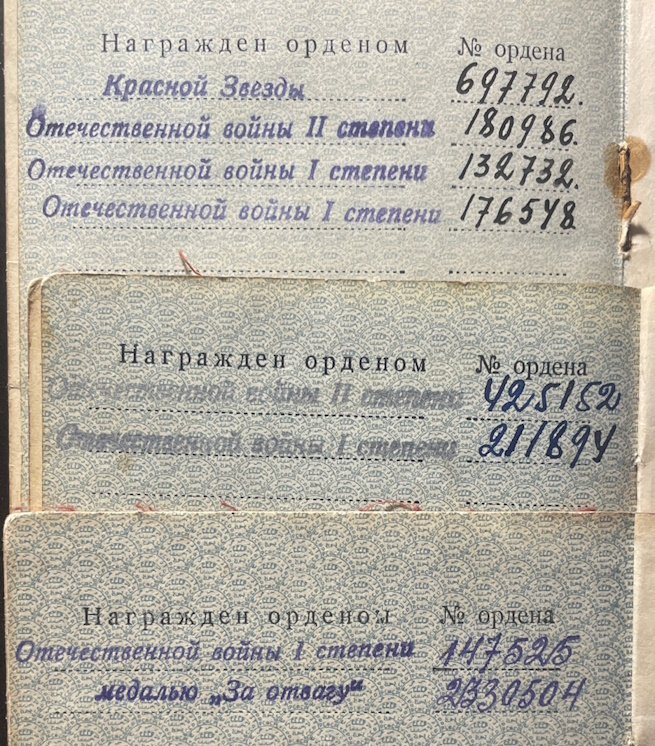 Награжден орденом № ордена
Красной Звезды 697792.
Отечественной войны II степени 180986.
Отечественной войны I степени 132732.
Отечественной войны I степени 176548
Награжден орденом № ордена
Отечественной войны II степени 425152
Отечественной войны I степени 211894
Награжден орденом № ордена
Отечественной войны I степени 147525
медалью „За отвагу“ 2330504